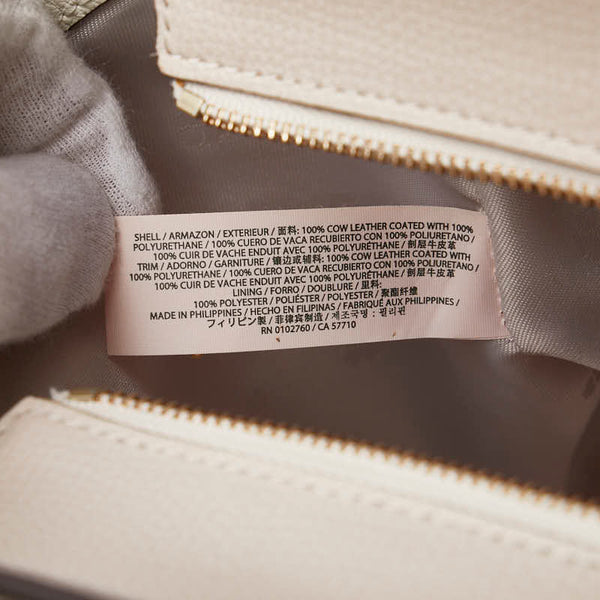 SHELL / ARMAZON / EXTERIEUR / 面料: 100% COW LEATHER COATED WITH 100%
POLYURETHANE / 100% CUERO DE VACA RECUBIERTO CON 100% POLIURETANO /
100% CUIR DE VACHE ENDUIT AVEC 100% POLYURÉTHANE / 剖层牛皮革
TRIM / ADORNO / GARNITURE / 镶边或辅料: 100% COW LEATHER COATED WITH 100%
POLYURETHANE / 100% CUERO DE VACA RECUBIERTO CON 100% POLIURETANO /
100% CUIR DE VACHE ENDUIT AVEC 100% POLYURÉTHANE / 剖层牛皮革
LINING / FORRO / DOUBLURE / 里料:
100% POLYESTER / POLIÉSTER / POLYESTER / 聚酯纤维
MADE IN PHILIPPINES / HECHO EN FILIPINAS / FABRIQUÉ AUX PHILIPPINES /
フィリピン製 / 菲律宾制造 / 제조국명 : 필리핀
RN 0102760 / CA 57710